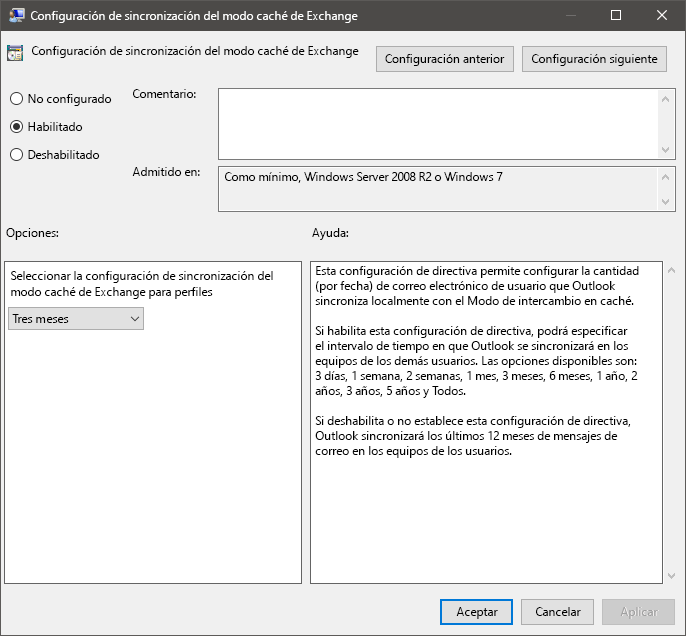 Configuración de sincronización del modo caché de Exchange
Configuración de sincronización del modo caché de Exchange
Configuración anterior
Configuración siguiente
No configurado
Habilitado
Deshabilitado
Comentario:
Admitido en:
Como mínimo, Windows Server 2008 R2 o Windows 7
Opciones:
Ayuda:
Seleccionar la configuración de sincronización del
modo caché de Exchange para perfiles
Tres meses
Esta configuración de directiva permite configurar la cantidad
(por fecha) de correo electrónico de usuario que Outlook
sincroniza localmente con el Modo de intercambio en caché.
Si habilita esta configuración de directiva, podrá especificar
el intervalo de tiempo en que Outlook se sincronizará en los
equipos de los demás usuarios. Las opciones disponibles son:
3 días, 1 semana, 2 semanas, 1 mes, 3 meses, 6 meses, 1 año, 2
años, 3 años, 5 años y Todos.
Si deshabilita o no establece esta configuración de directiva,
Outlook sincronizará los últimos 12 meses de mensajes de
correo en los equipos de los usuarios.
Aceptar
Cancelar
Aplicar